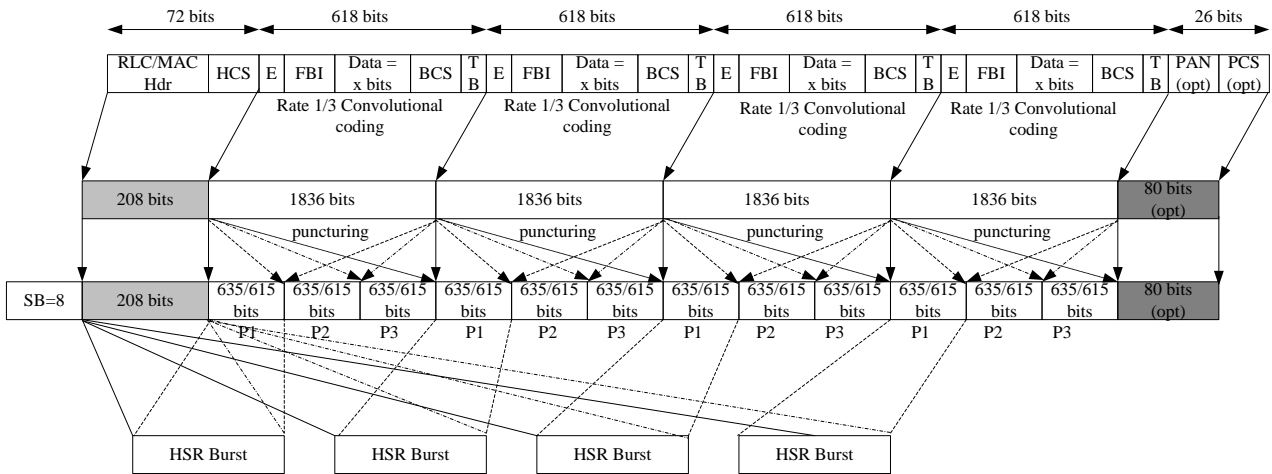 72 bits
618 bits
618 bits
618 bits
618 bits
26 bits
RLC/MAC
Hdr
HCS
E
FBI
Data =
x bits
BCS
T
B
E
FBI
Data =
x bits
BCS
T
B
E
FBI
Data =
x bits
BCS
T
B
E
FBI
Data =
x bits
BCS
T
B
PAN
(opt)
PCS
(opt)
Rate 1/3 Convolutional
coding
Rate 1/3 Convolutional
coding
Rate 1/3 Convolutional
coding
Rate 1/3 Convolutional
coding
208 bits
1836 bits
1836 bits
1836 bits
1836 bits
80 bits
(opt)
puncturing
puncturing
puncturing
puncturing
SB=8
208 bits
635/615
bits
P1
635/615
bits
P2
635/615
bits
P3
635/615
bits
P1
635/615
bits
P2
635/615
bits
P3
635/615
bits
P1
635/615
bits
P2
635/615
bits
P3
635/615
bits
P1
635/615
bits
P2
635/615
bits
P3
80 bits
(opt)
HSR Burst
HSR Burst
HSR Burst
HSR Burst